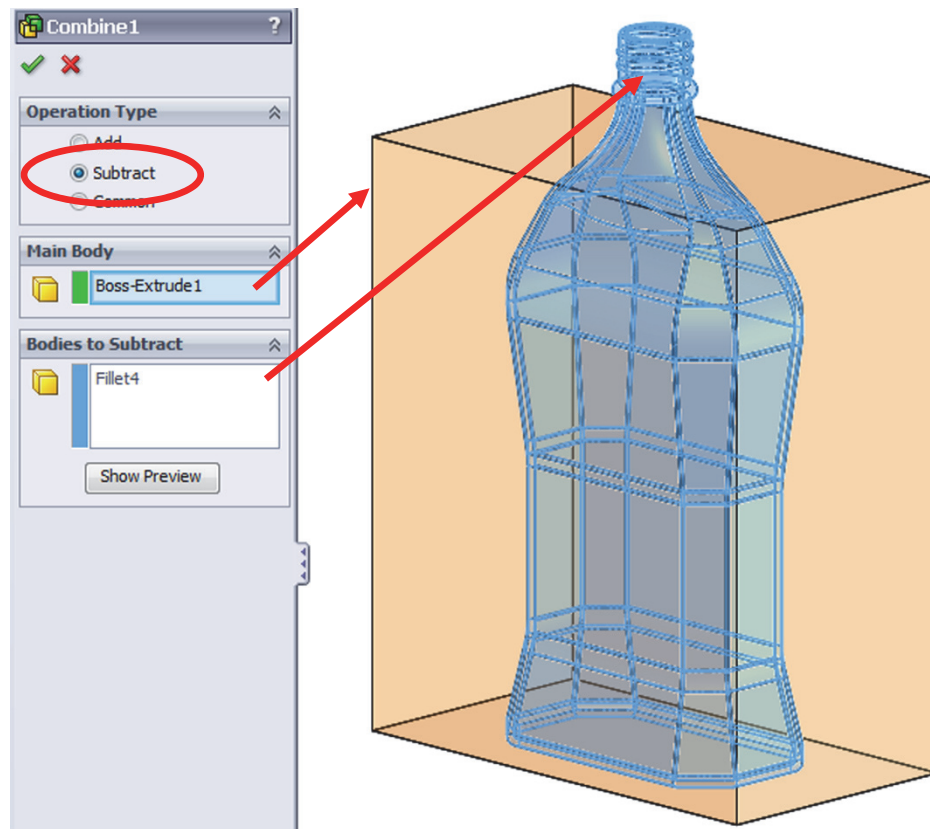 Combine1 ?
Operation Type
Add
Subtract
Common
Main Body
Boss-Extrude1
Bodies to Subtract
Fillet4
Show Preview